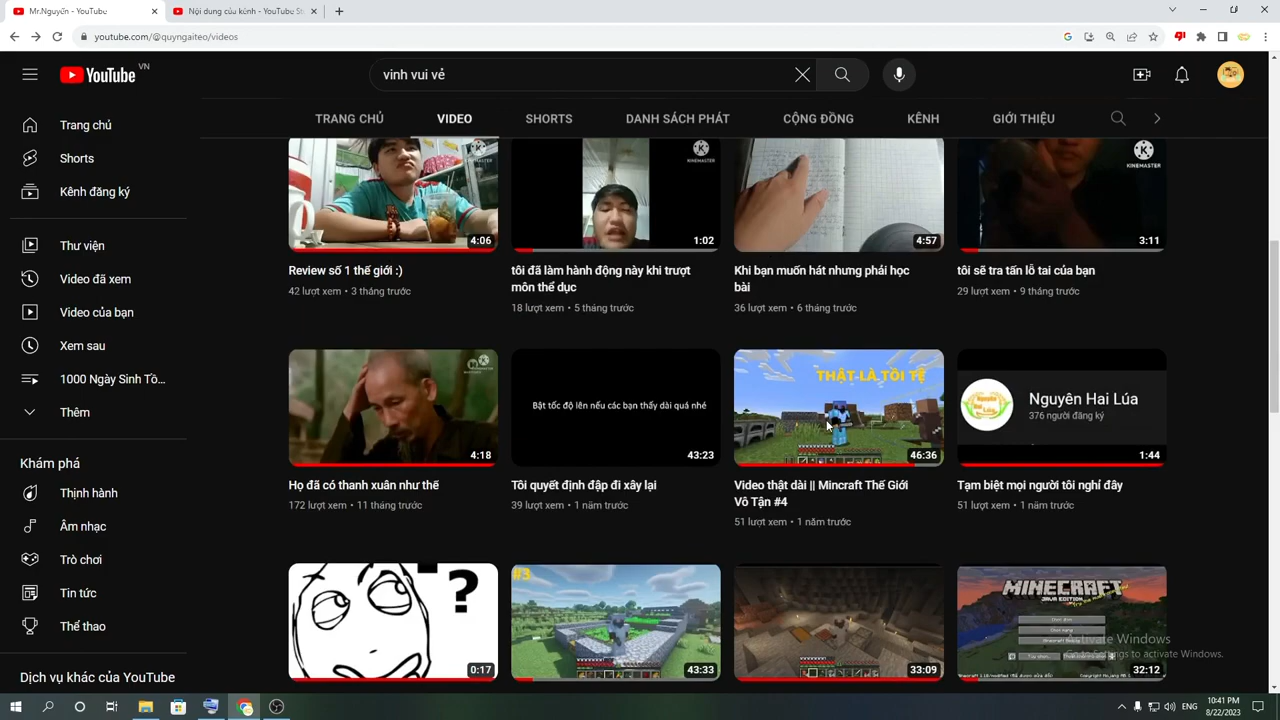 Mr.Nguyễn - YouTube
Nội dung của kênh - YouTube St
youtube.com/@quyngaiteo/videos
YouTube VN
vinh vui vẻ
TRANG CHỦ
VIDEO
SHORTS
DANH SÁCH PHÁT
CỘNG ĐỒNG
KÊNH
GIỚI THIỆU
Trang chủ
Shorts
Kênh đăng ký
Thư viện
Video đã xem
Video của bạn
Xem sau
1000 Ngày Sinh Tồ...
Thêm
Khám phá
Thịnh hành
Âm nhạc
Trò chơi
Tin tức
Thể thao
Dịch vụ khác của YouTube
KINEMASTER
4:06
KINEMASTER
1:02
4:57
KINEMASTER
3:11
Review số 1 thế giới :)
42 lượt xem • 3 tháng trước
tôi đã làm hành động này khi trượt
môn thể dục
18 lượt xem • 5 tháng trước
Khi bạn muốn hát nhưng phải học
bài
36 lượt xem • 6 tháng trước
tôi sẽ tra tấn lỗ tai của bạn
29 lượt xem • 9 tháng trước
4:18
Bật tốc độ lên nếu các bạn thấy dài quá nhé
43:23
THẬT LÀ TỒI TỆ
46:36
Nguyên Hai Lúa
376 người đăng ký
1:44
Họ đã có thanh xuân như thế
172 lượt xem • 11 tháng trước
Tôi quyết định đập đi xây lại
39 lượt xem • 1 năm trước
Video thật dài || Mincraft Thế Giới
Vô Tận #4
51 lượt xem • 1 năm trước
Tạm biệt mọi người tôi nghỉ đây
51 lượt xem • 1 năm trước
?
0:17
#3
43:33
33:09
MINECRAFT
JAVA EDITION
32:12
Activate Windows
Go to Settings to activate Windows.
ENG
10:41 PM
8/22/2023